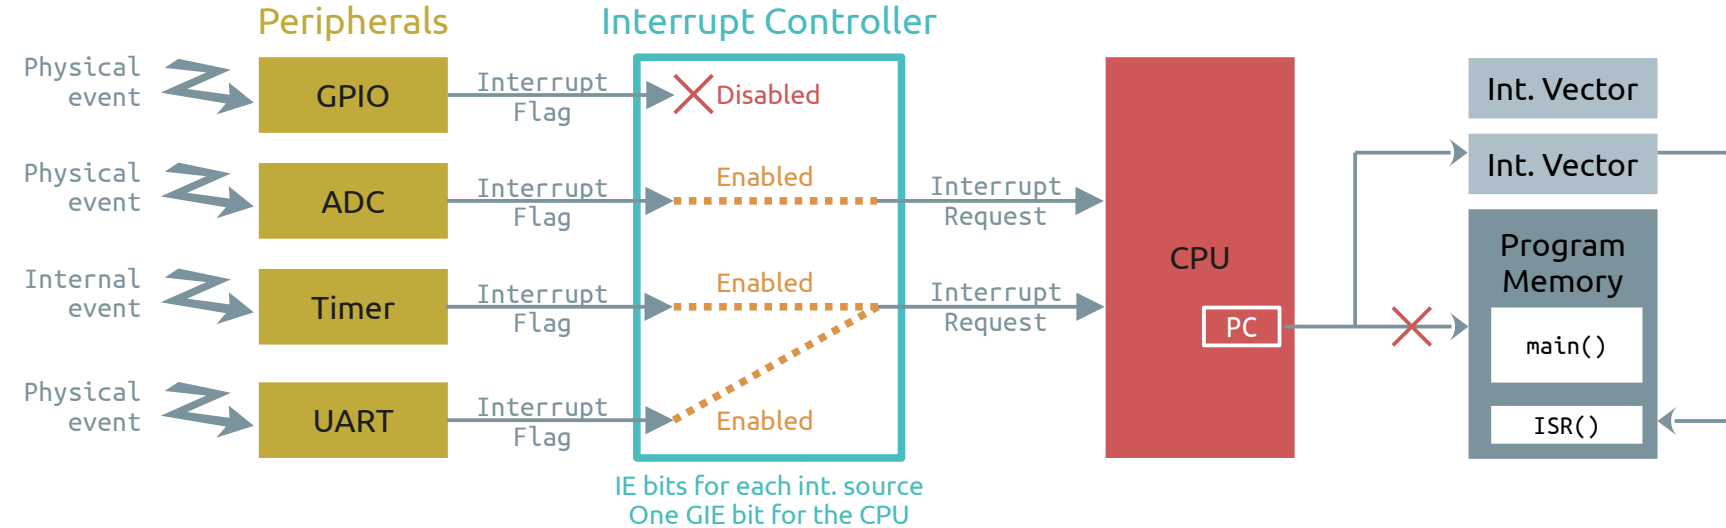 Peripherals
Interrupt Controller
Physical
event
GPIO
Interrupt
Flag
Disabled
Physical
event
ADC
Interrupt
Flag
Enabled
Interrupt
Request
Internal
event
Timer
Interrupt
Flag
Enabled
Interrupt
Request
Physical
event
UART
Interrupt
Flag
Enabled
IE bits for each int. source
One GIE bit for the CPU
CPU
PC
Int. Vector
Int. Vector
Program
Memory
main()
ISR()